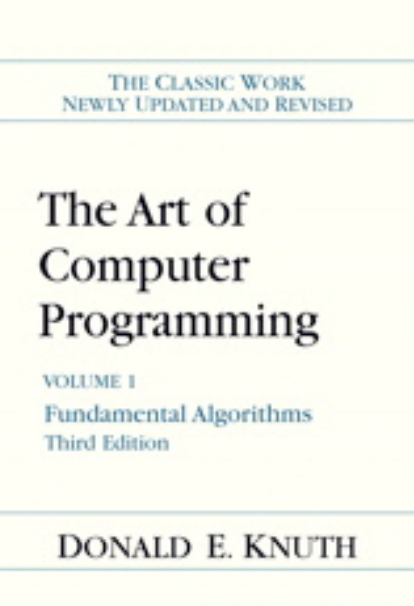 THE CLASSIC WORK
NEWLY UPDATED AND REVISED
The Art of
Computer
Programming
VOLUME 1
Fundamental Algorithms
Third Edition
DONALD E. KNUTH